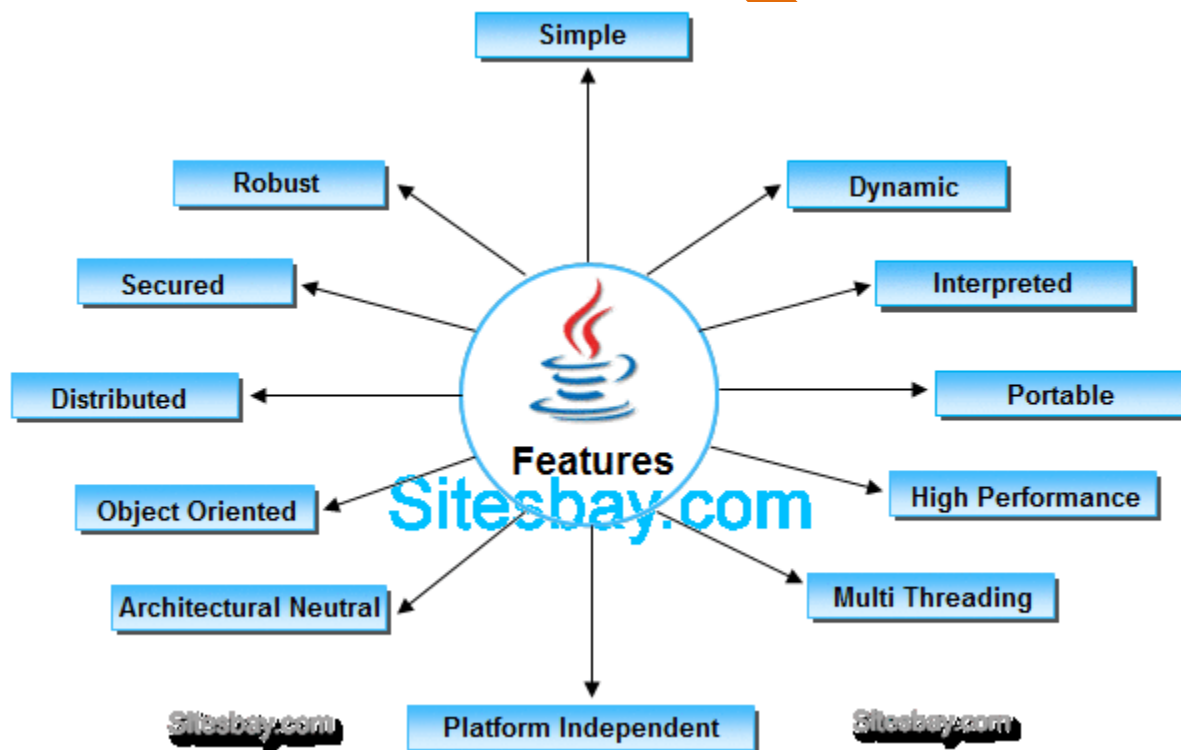 Simple
Robust
Dynamic
Secured
Interpreted
Distributed
Portable
Features
Sitesbay.com
Object Oriented
High Performance
Architectural Neutral
Multi Threading
Sitesbay.com
Platform Independent
Sitesbay.com